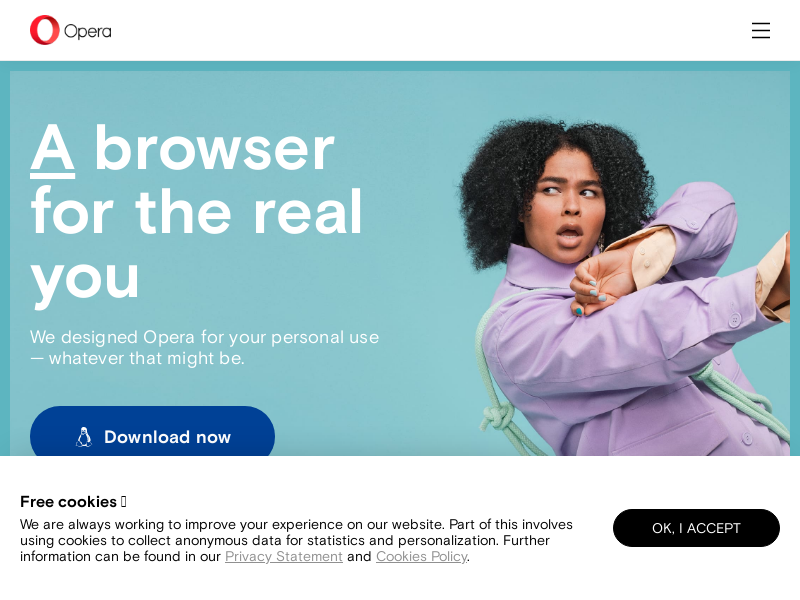 Opera
A browser
for the real
you
We designed Opera for your personal use
— whatever that might be.
Download now
Free cookies
We are always working to improve your experience on our website. Part of this involves
using cookies to collect anonymous data for statistics and personalization. Further
information can be found in our Privacy Statement and Cookies Policy.
OK, I ACCEPT